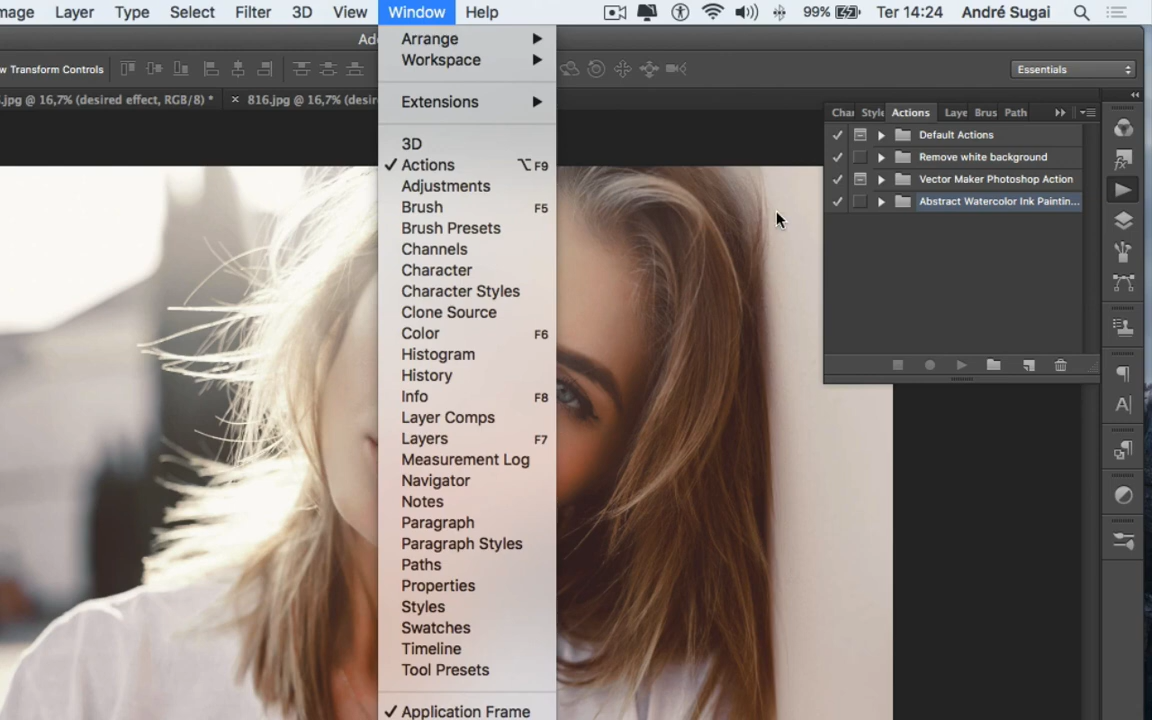 mage Layer Type Select Filter 3D View Window Help 99% Ter 14:24 André Sugai
Ado
w Transform Controls
Essentials
.jpg @ 16,7% (desired effect, RGB/8) * × 816.jpg @ 16,7% (desir
Arrange
Workspace
Extensions
3D
✓ Actions ⌥F9
Adjustments
Brush F5
Brush Presets
Channels
Character
Character Styles
Clone Source
Color F6
Histogram
History
Info F8
Layer Comps
Layers F7
Measurement Log
Navigator
Notes
Paragraph
Paragraph Styles
Paths
Properties
Styles
Swatches
Timeline
Tool Presets
✓ Application Frame
Char Style Actions Laye Brus Path
Default Actions
Remove white background
Vector Maker Photoshop Action
Abstract Watercolor Ink Paintin...